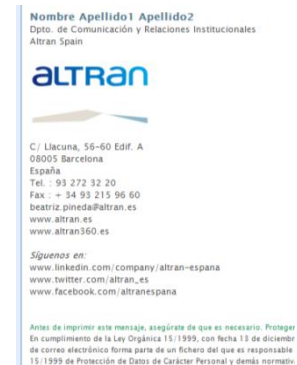 Nombre Apellido1 Apellido2
Dpto. de Comunicación y Relaciones Institucionales
Altran Spain
altran
C/ Llacuna, 56-60 Edif. A
08005 Barcelona
España
Tel. : 93 272 32 20
Fax : + 34 93 215 96 60
beatriz.pineda@altran.es
www.altran.es
www.altran360.es
Síguenos en:
www.linkedin.com/company/altran-espana
www.twitter.com/altran_es
www.facebook.com/altranespana
Antes de imprimir este mensaje, asegúrate de que es necesario. Proteger
En cumplimiento de la Ley Orgánica 15/1999, con fecha 13 de diciembr
de correo electrónico forma parte de un fichero del que es responsable
15/1999 de Protección de Datos de Carácter Personal y demás normativ